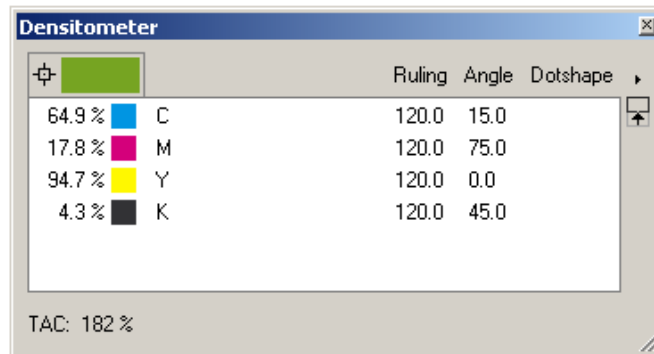 Densitometer
Ruling Angle Dotshape
64.9 % C 120.0 15.0
17.8 % M 120.0 75.0
94.7 % Y 120.0 0.0
4.3 % K 120.0 45.0
TAC: 182 %